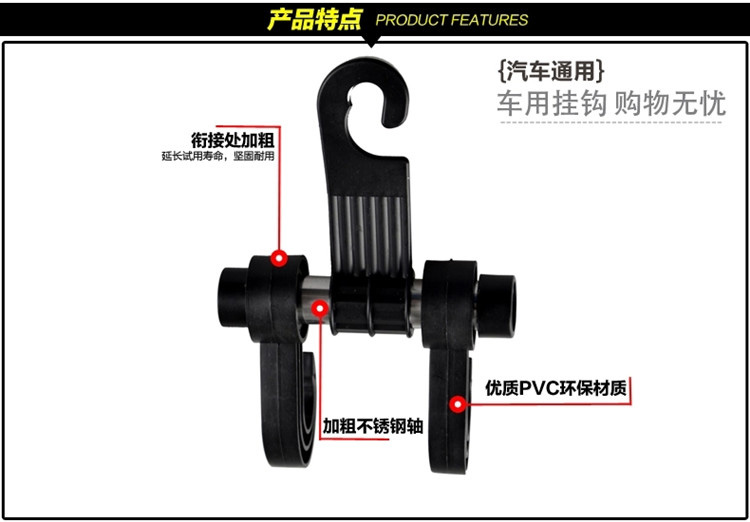 产品特点 PRODUCT FEATURES
{汽车通用}
车用挂钩 购物无忧
衔接处加粗
延长试用寿命，坚固耐用
优质PVC环保材质
加粗不锈钢轴